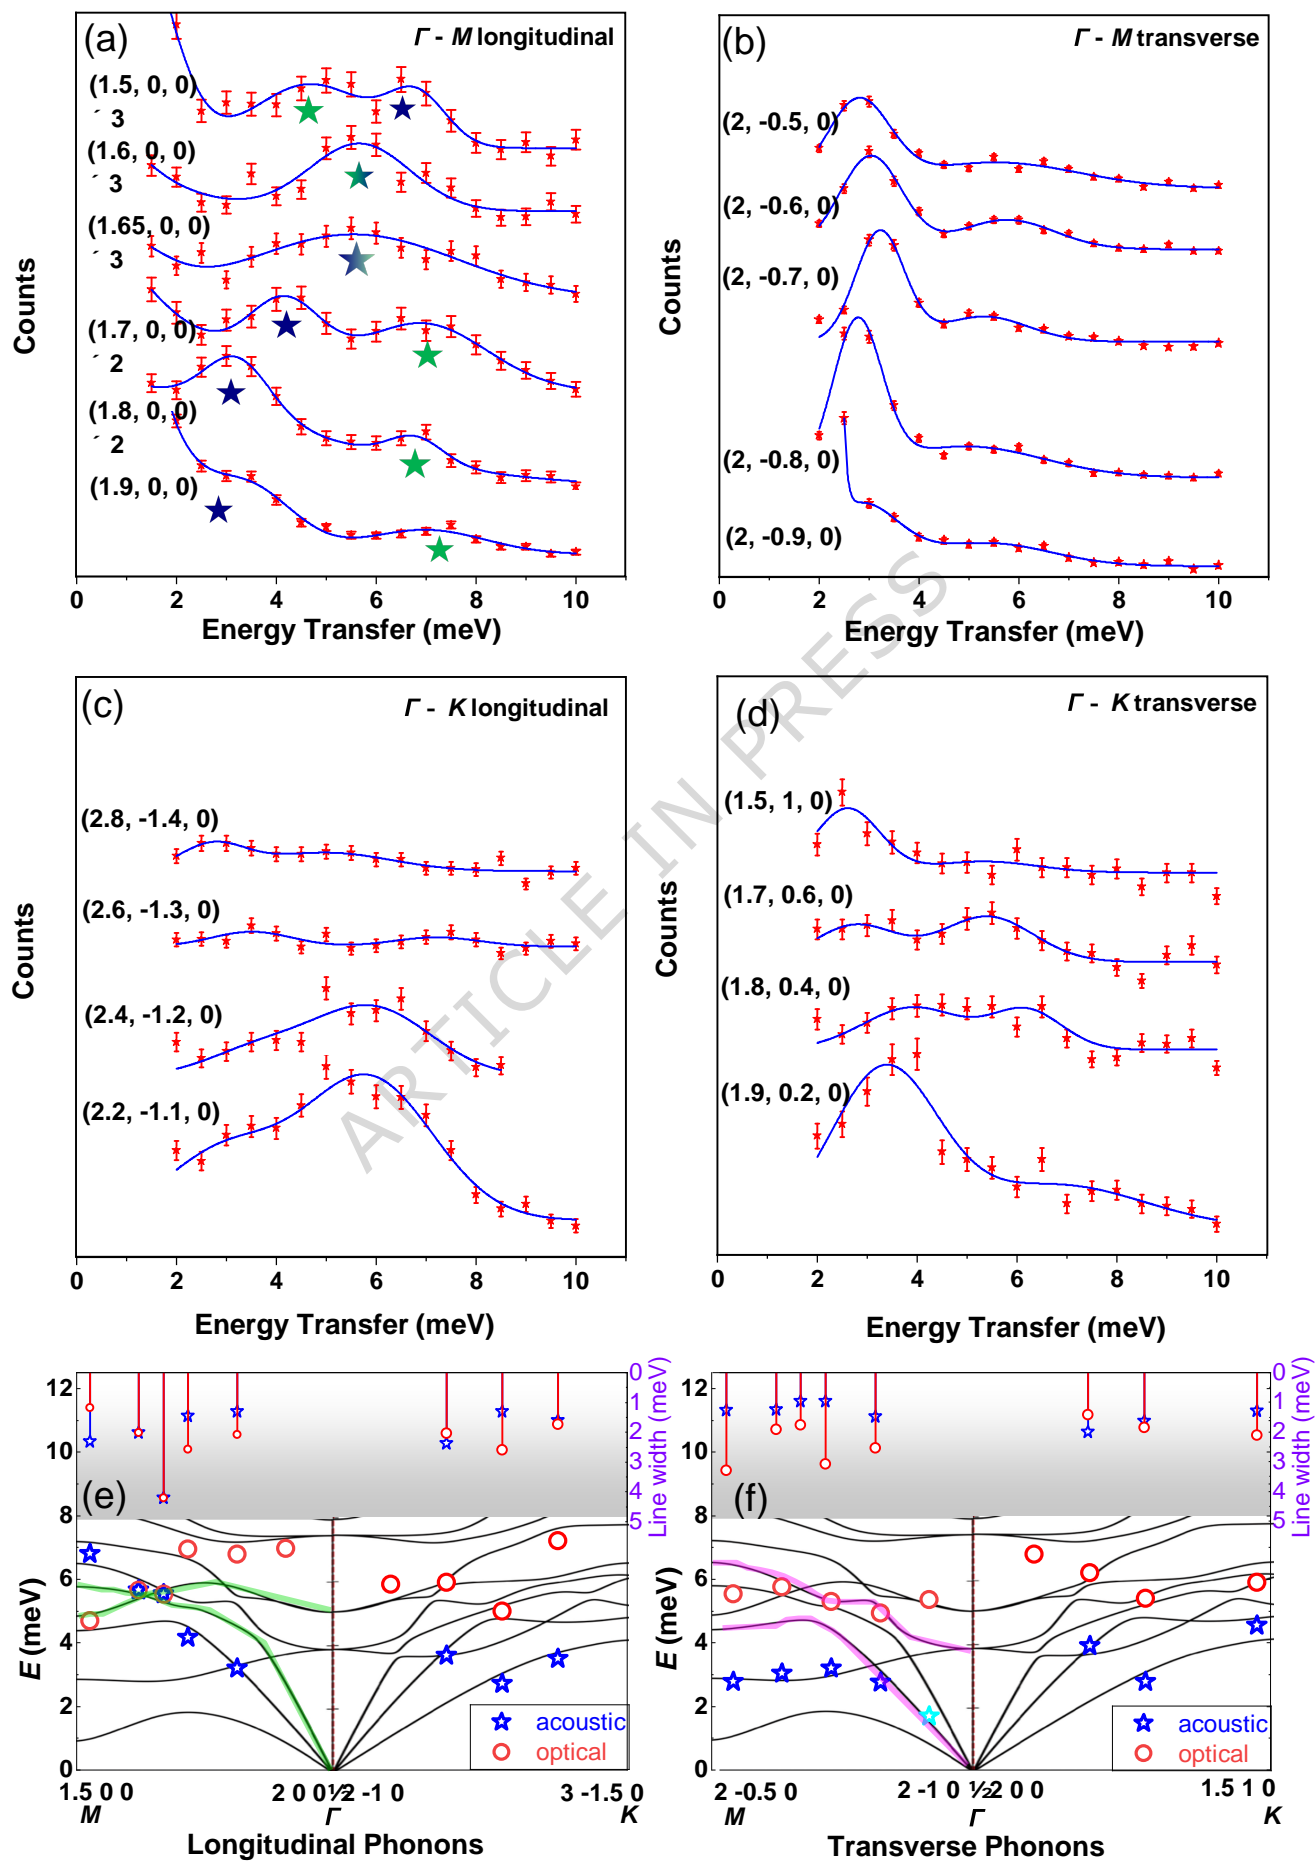 (a)
Γ - M longitudinal
(1.5, 0, 0)
´ 3
(1.6, 0, 0)
´ 3
(1.65, 0, 0)
´ 3
(1.7, 0, 0)
´ 2
(1.8, 0, 0)
´ 2
(1.9, 0, 0)
Counts
0 2 4 6 8 10
Energy Transfer (meV)
(b)
Γ - M transverse
(2, -0.5, 0)
(2, -0.6, 0)
(2, -0.7, 0)
(2, -0.8, 0)
(2, -0.9, 0)
Counts
0 2 4 6 8 10
Energy Transfer (meV)
(c)
Γ - K longitudinal
(2.8, -1.4, 0)
(2.6, -1.3, 0)
(2.4, -1.2, 0)
(2.2, -1.1, 0)
Counts
0 2 4 6 8 10
Energy Transfer (meV)
(d)
Γ - K transverse
(1.5, 1, 0)
(1.7, 0.6, 0)
(1.8, 0.4, 0)
(1.9, 0.2, 0)
Counts
0 2 4 6 8 10
Energy Transfer (meV)
ARTICLE IN PRESS
(e)
12
10
8
6
4
2
0
E (meV)
0
1
2
3
4
5
Line width (meV)
acoustic
optical
1.5 0 0
M
2 0 0 ½ 2 -1 0
Γ
3 -1.5 0
K
Longitudinal Phonons
(f)
12
10
8
6
4
2
0
E (meV)
0
1
2
3
4
5
Line width (meV)
acoustic
optical
2 -0.5 0
M
2 -1 0 ½ 2 0 0
Γ
1.5 1 0
K
Transverse Phonons